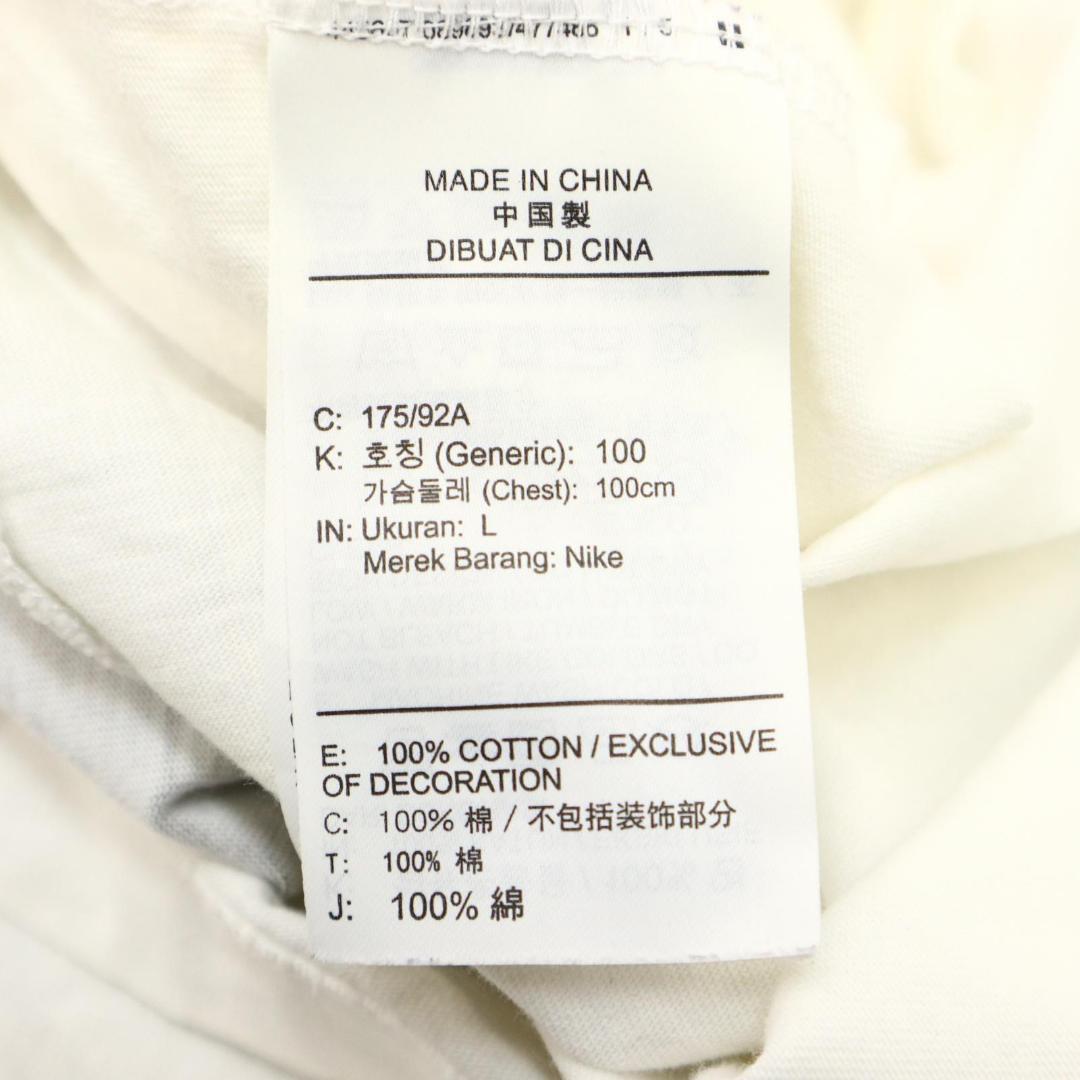 MADE IN CHINA
中国製
DIBUAT DI CINA
C: 175/92A
K: 호칭 (Generic): 100
가슴둘레 (Chest): 100cm
IN: Ukuran: L
Merek Barang: Nike
E: 100% COTTON / EXCLUSIVE
OF DECORATION
C: 100% 棉 / 不包括装饰部分
T: 100% 棉
J: 100% 綿